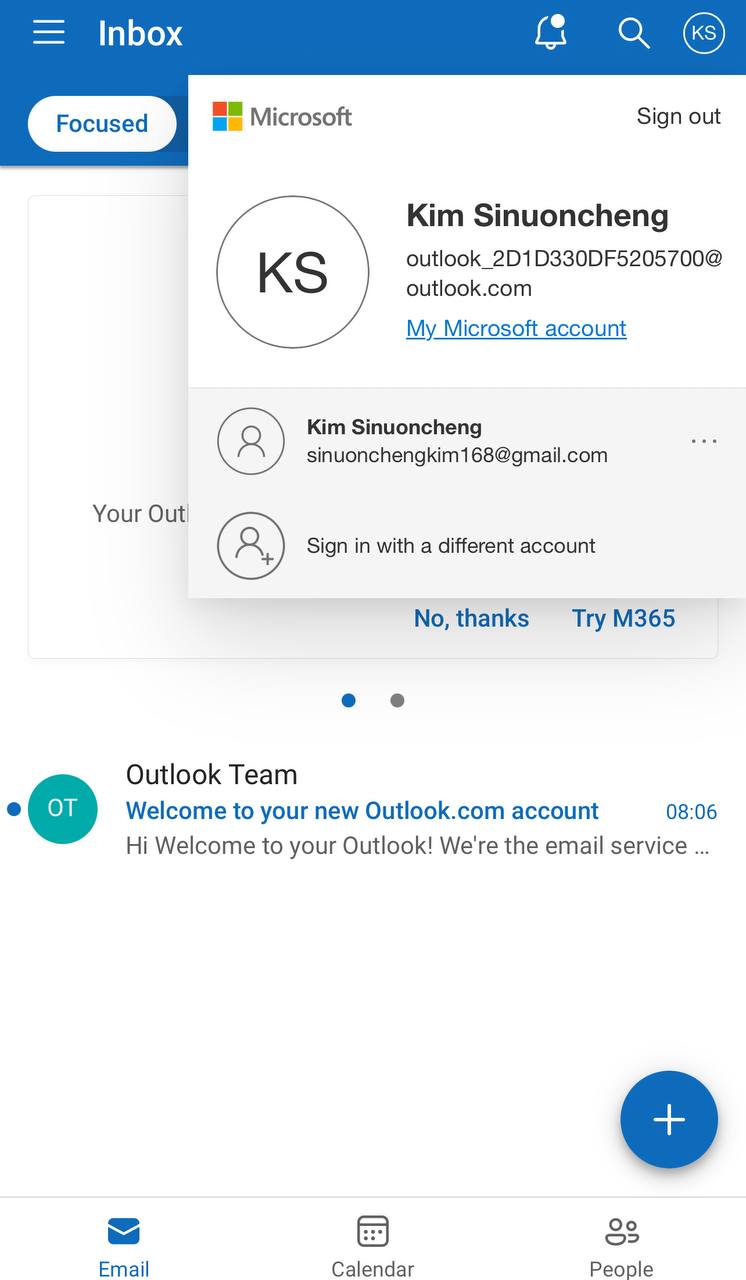 Inbox
KS
Focused
Microsoft
Sign out
KS
Kim Sinuoncheng
outlook_2D1D330DF5205700@
outlook.com
My Microsoft account
Kim Sinuoncheng
sinuonchengkim168@gmail.com
Sign in with a different account
Your
No, thanks
Try M365
Outlook Team
OT
Welcome to your new Outlook.com account
08:06
Hi Welcome to your Outlook! We're the email service ...
Email
Calendar
People